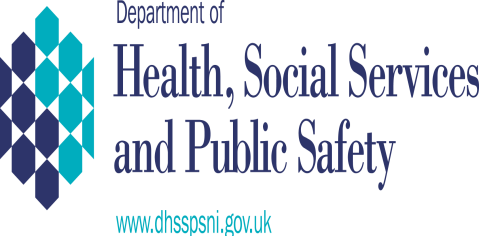 Department of
Health, Social Services
and Public Safety
www.dhsspsni.gov.uk